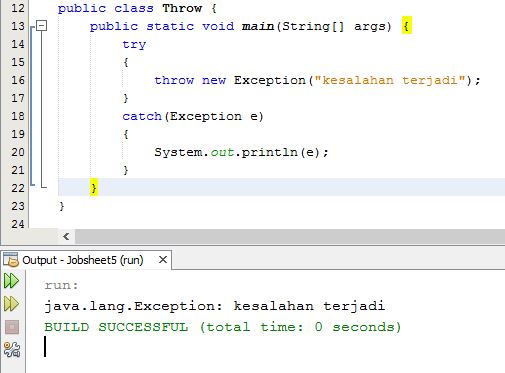 12 public class Throw {
13 public static void main(String[] args) {
14 try
15 {
16 throw new Exception("kesalahan terjadi");
17 }
18 catch(Exception e)
19 {
20 System.out.println(e);
21 }
22 }
23 }
24
Output - Jobsheet5 (run)
run:
java.lang.Exception: kesalahan terjadi
BUILD SUCCESSFUL (total time: 0 seconds)